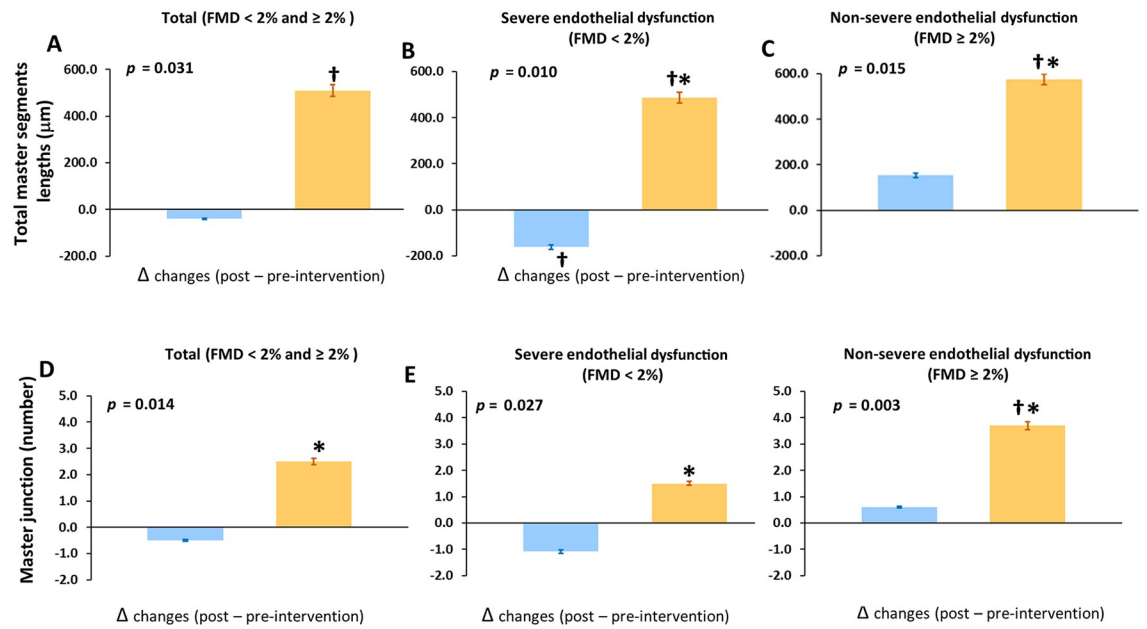 Total (FMD < 2% and ≥ 2% )
Severe endothelial dysfunction
(FMD < 2%)
Non-severe endothelial dysfunction
(FMD ≥ 2%)
A
B
C
Total master segments
lengths (μm)
p = 0.031
600.0
400.0
200.0
0.0
-200.0
†
Δ changes (post – pre-intervention)
p = 0.010
600.0
400.0
200.0
0.0
-200.0
†*
†
Δ changes (post – pre-intervention)
p = 0.015
600.0
400.0
200.0
0.0
-200.0
†*
Total (FMD < 2% and ≥ 2% )
Severe endothelial dysfunction
(FMD < 2%)
Non-severe endothelial dysfunction
(FMD ≥ 2%)
D
E
Master junction (number)
p = 0.014
5.0
4.0
3.0
2.0
1.0
0.0
-1.0
-2.0
*
Δ changes (post – pre-intervention)
p = 0.027
5.0
4.0
3.0
2.0
1.0
0.0
-1.0
-2.0
*
Δ changes (post – pre-intervention)
p = 0.003
5.0
4.0
3.0
2.0
1.0
0.0
-1.0
-2.0
†*
Δ changes (post – pre-intervention)